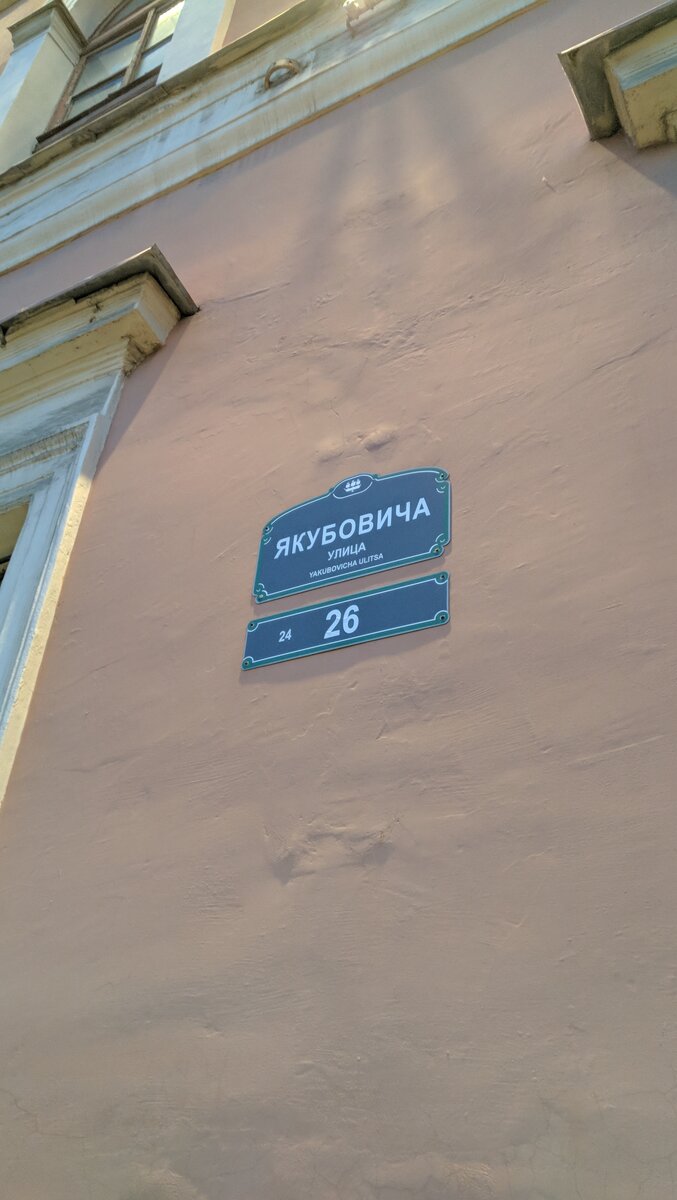 ЯКУБОВИЧА
УЛИЦА
YAKUBOVICHA ULITSA
24 26